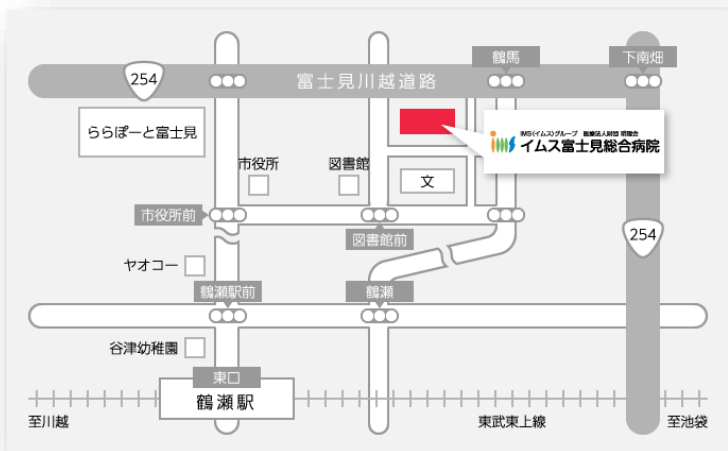 鶴馬
下南畑
254
富士見川越道路
ららぽーと富士見
IMS(イムス)グループ 医療法人財団 明理会
イムス富士見総合病院
市役所
図書館
文
市役所前
図書館前
254
ヤオコー
鶴瀬駅前
鶴瀬
谷津幼稚園
東口
鶴瀬駅
至川越
東武東上線
至池袋